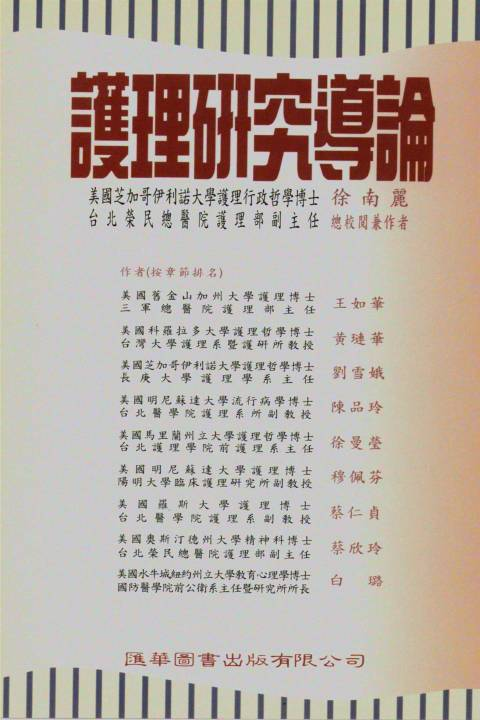 護理研究導論
美國芝加哥伊利諾大學護理行政哲學博士 徐南麗
台北榮民總醫院護理部副主任 總校閱兼作者
作者(按章節排名)
美國舊金山加州大學護理博士
三軍總醫院護理部主任 王如華
美國科羅拉多大學護理哲學博士
台灣大學護理系暨護研所教授 黃璉華
美國芝加哥伊利諾大學護理哲學博士
長庚大學護理學系主任 劉雪娥
美國明尼蘇達大學流行病學博士
台北醫學院護理系所副教授 陳品玲
美國馬里蘭州立大學護理哲學博士
台北護理學院前護理系主任 徐曼瑩
美國明尼蘇達大學護理博士
陽明大學臨床護理研究所副教授 穆佩芬
美國羅斯大學護理博士
台北醫學院護理系副教授 蔡仁貞
美國奧斯汀德州大學精神科博士
台北榮民總醫院護理部副主任 蔡欣玲
美國水牛城紐約州立大學教育心理學博士
國防醫學院前公衛系主任暨研究所所長 白璐
匯華圖書出版有限公司